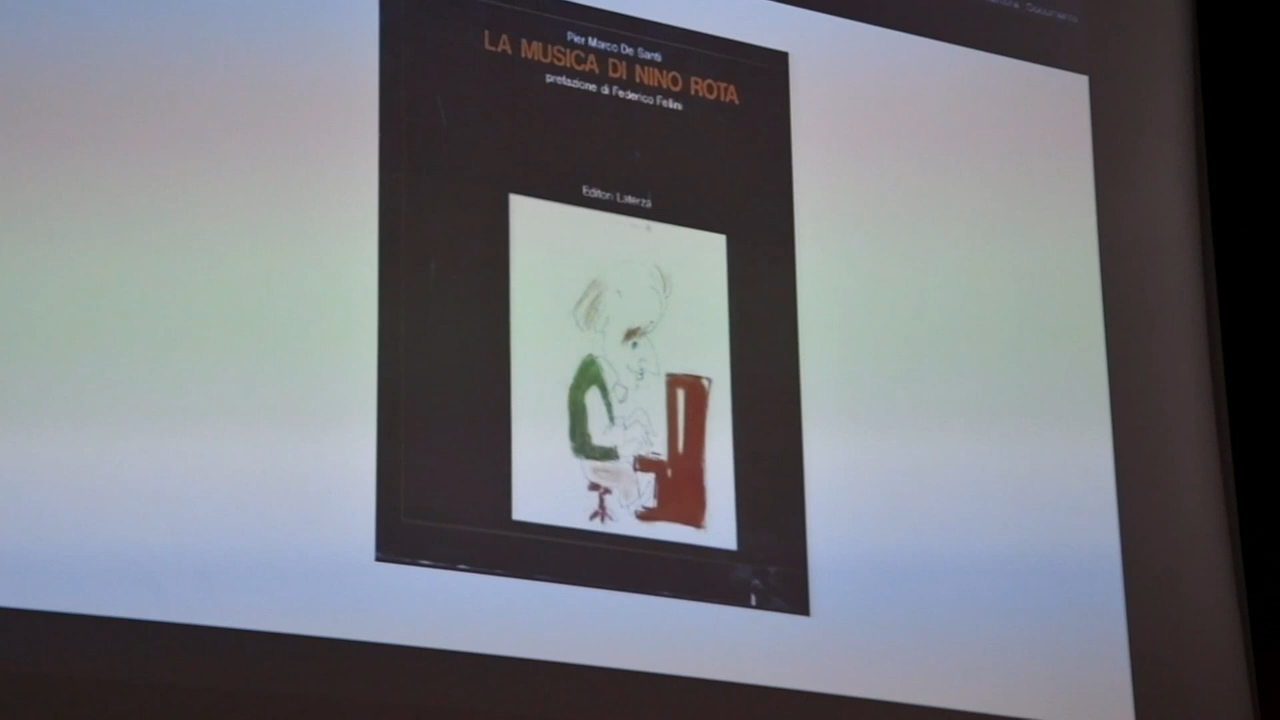 Pier Marco De Santi
LA MUSICA DI NINO ROTA
prefazione di Federico Fellini
Editori Laterza